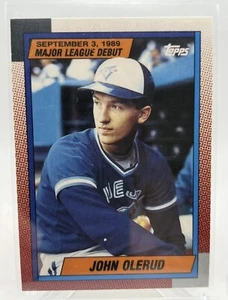 SEPTEMBER 3, 1989
MAJOR LEAGUE DEBUT
Topps
JOHN OLERUD